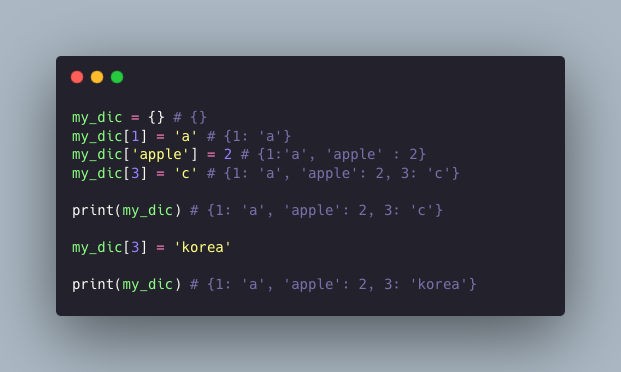 my_dic = {} # {}
my_dic[1] = 'a' # {1: 'a'}
my_dic['apple'] = 2 # {1:'a', 'apple' : 2}
my_dic[3] = 'c' # {1: 'a', 'apple': 2, 3: 'c'}
print(my_dic) # {1: 'a', 'apple': 2, 3: 'c'}
my_dic[3] = 'korea'
print(my_dic) # {1: 'a', 'apple': 2, 3: 'korea'}